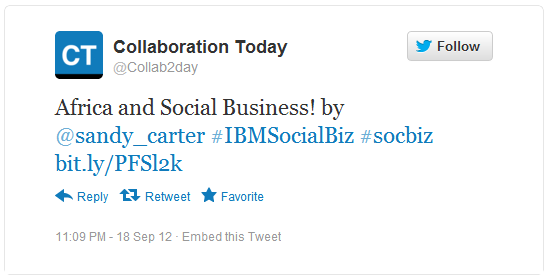 CT
Collaboration Today
@Collab2day
Follow
Africa and Social Business! by
@sandy_carter #IBMSocialBiz #socbiz
bit.ly/PFSl2k
Reply Retweet Favorite
11:09 PM - 18 Sep 12 · Embed this Tweet